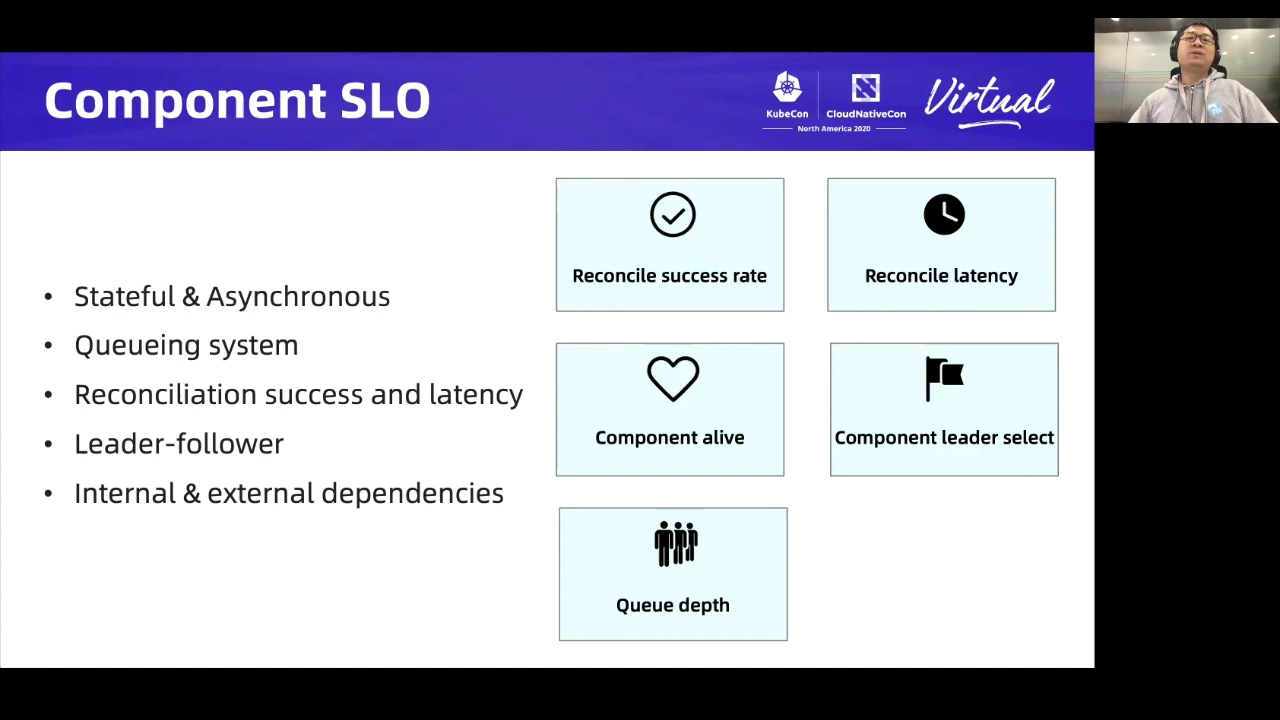 Component SLO
KubeCon
CloudNativeCon
North America 2020
Virtual
• Stateful & Asynchronous
• Queueing system
• Reconciliation success and latency
• Leader-follower
• Internal & external dependencies
Reconcile success rate
Reconcile latency
Component alive
Component leader select
Queue depth